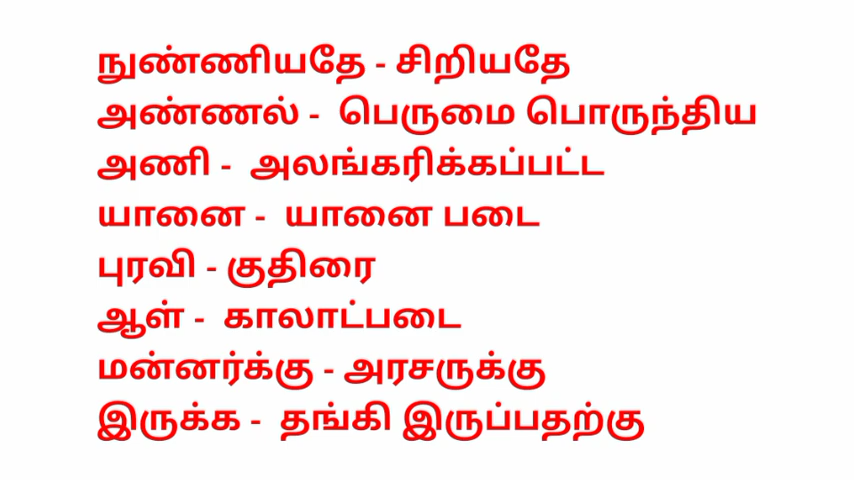 நுண்ணியதே - சிறியதே
அண்ணல் - பெருமை பொருந்திய
அணி - அலங்கரிக்கப்பட்ட
யானை - யானை படை
புரவி - குதிரை
ஆள் - காலாட்படை
மன்னர்க்கு - அரசருக்கு
இருக்க - தங்கி இருப்பதற்கு